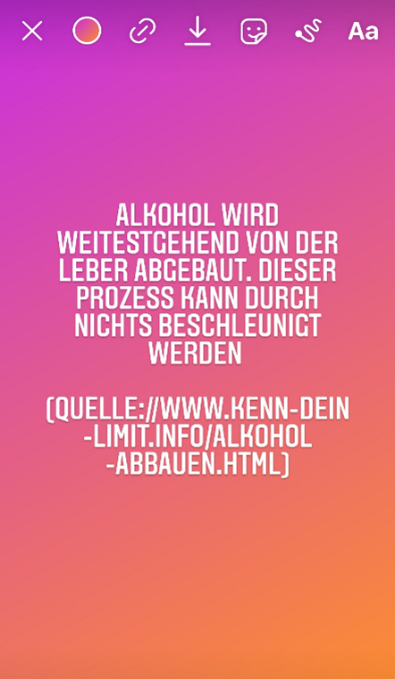 Aa
ALKOHOL WIRD
WEITESTGEHEND VON DER
LEBER ABGEBAUT. DIESER
PROZESS KANN DURCH
NICHTS BESCHLEUNIGT
WERDEN
(QUELLE://WWW.KENN-DEIN
-LIMIT.INFO/ALKOHOL
-ABBAUEN.HTML)